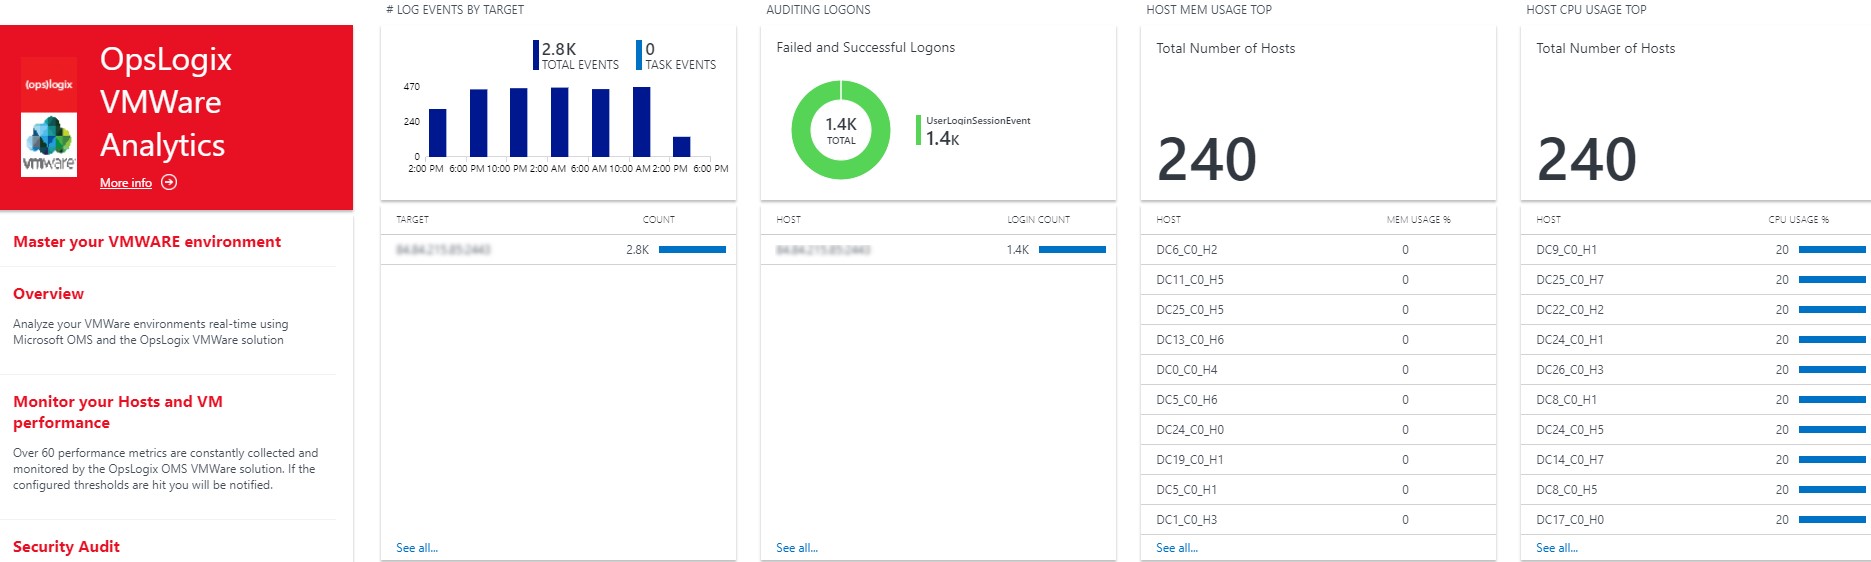 (ops)logix
vmware
OpsLogix
VMWare
Analytics
More info
Master your VMWARE environment
Overview
Analyze your VMWare environments real-time using
Microsoft OMS and the OpsLogix VMWare solution
Monitor your Hosts and VM
performance
Over 60 performance metrics are constantly collected and
monitored by the OpsLogix OMS VMWare solution. If the
configured thresholds are hit you will be notified.
Security Audit
# LOG EVENTS BY TARGET
2.8K
TOTAL EVENTS
0
TASK EVENTS
470
240
0
2:00 PM 6:00 PM 10:00 PM 2:00 AM 6:00 AM 10:00 AM 2:00 PM 6:00 PM
TARGET COUNT
2.8K
See all...
AUDITING LOGONS
Failed and Successful Logons
1.4K
TOTAL
UserLoginSessionEvent
1.4K
HOST LOGIN COUNT
1.4K
See all...
HOST MEM USAGE TOP
Total Number of Hosts
240
HOST MEM USAGE %
DC6_C0_H2 0
DC11_C0_H5 0
DC25_C0_H5 0
DC13_C0_H6 0
DC0_C0_H4 0
DC5_C0_H6 0
DC24_C0_H0 0
DC19_C0_H1 0
DC5_C0_H1 0
DC1_C0_H3 0
See all...
HOST CPU USAGE TOP
Total Number of Hosts
240
HOST CPU USAGE %
DC9_C0_H1 20
DC25_C0_H7 20
DC22_C0_H2 20
DC24_C0_H1 20
DC26_C0_H3 20
DC8_C0_H1 20
DC24_C0_H5 20
DC14_C0_H7 20
DC8_C0_H5 20
DC17_C0_H0 20
See all...